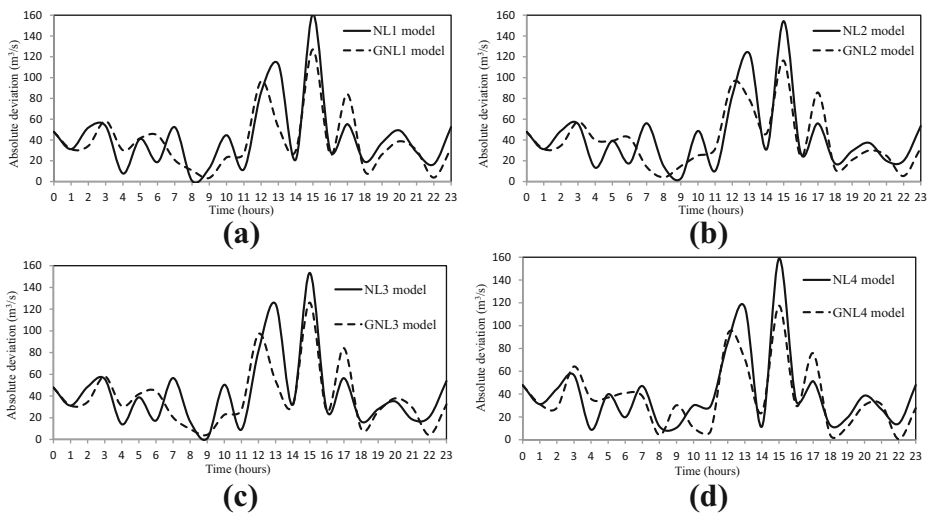 160
140
120
100
80
60
40
20
0
Absolute deviation (m³/s)
NL1 model
GNL1 model
0 1 2 3 4 5 6 7 8 9 10 11 12 13 14 15 16 17 18 19 20 21 22 23
Time (hours)
(a)
160
140
120
100
80
60
40
20
0
Absolute deviation (m³/s)
NL2 model
GNL2 model
0 1 2 3 4 5 6 7 8 9 10 11 12 13 14 15 16 17 18 19 20 21 22 23
Time (hours)
(b)
160
140
120
100
80
60
40
20
0
Absolute deviation (m³/s)
NL3 model
GNL3 model
0 1 2 3 4 5 6 7 8 9 10 11 12 13 14 15 16 17 18 19 20 21 22 23
Time (hours)
(c)
160
140
120
100
80
60
40
20
0
Absolute deviation (m³/s)
NL4 model
GNL4 model
0 1 2 3 4 5 6 7 8 9 10 11 12 13 14 15 16 17 18 19 20 21 22 23
Time (hours)
(d)